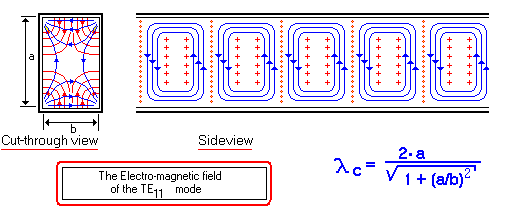 a
b
Cut-through view
Sideview
The Electro-magnetic field
of the TE₁₁ mode
λc = 2·a / √(1 + (a/b)²)